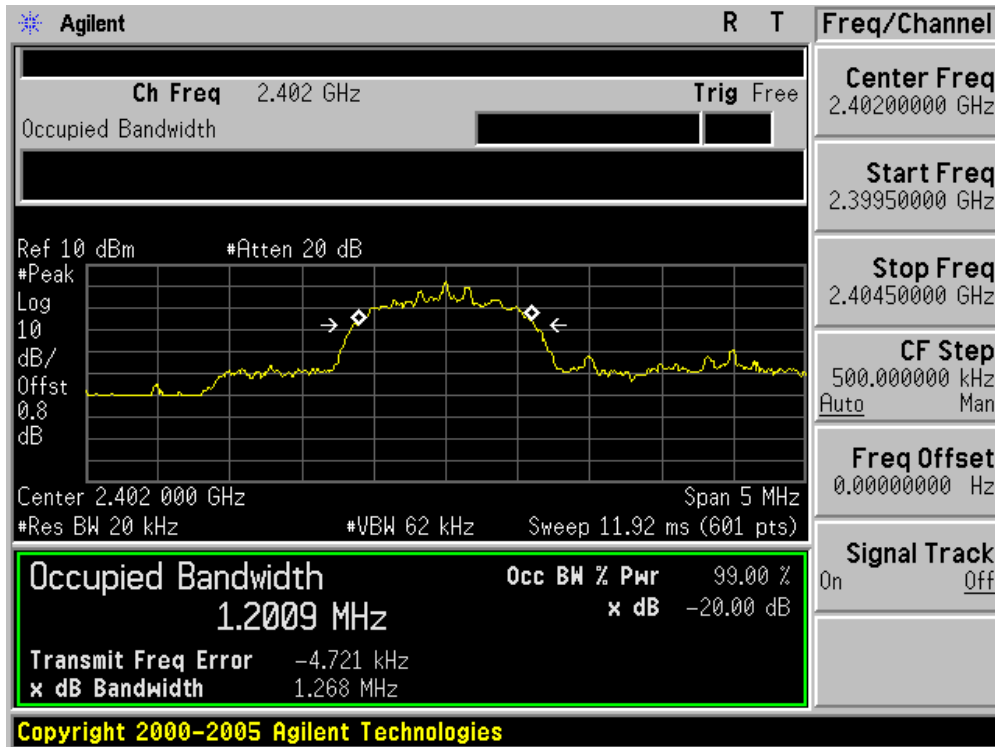 Agilent R T
Freq/Channel
Ch Freq 2.402 GHz Trig Free
Occupied Bandwidth
Center Freq
2.40200000 GHz
Start Freq
2.39950000 GHz
Stop Freq
2.40450000 GHz
CF Step
500.000000 kHz
Auto Man
Freq Offset
0.00000000 Hz
Signal Track
On Off
Ref 10 dBm #Atten 20 dB
#Peak
Log
10
dB/
Offst
0.8
dB
Center 2.402 000 GHz Span 5 MHz
#Res BW 20 kHz #VBW 62 kHz Sweep 11.92 ms (601 pts)
Occupied Bandwidth Occ BW % Pwr 99.00 %
1.2009 MHz x dB -20.00 dB
Transmit Freq Error -4.721 kHz
x dB Bandwidth 1.268 MHz
Copyright 2000-2005 Agilent Technologies